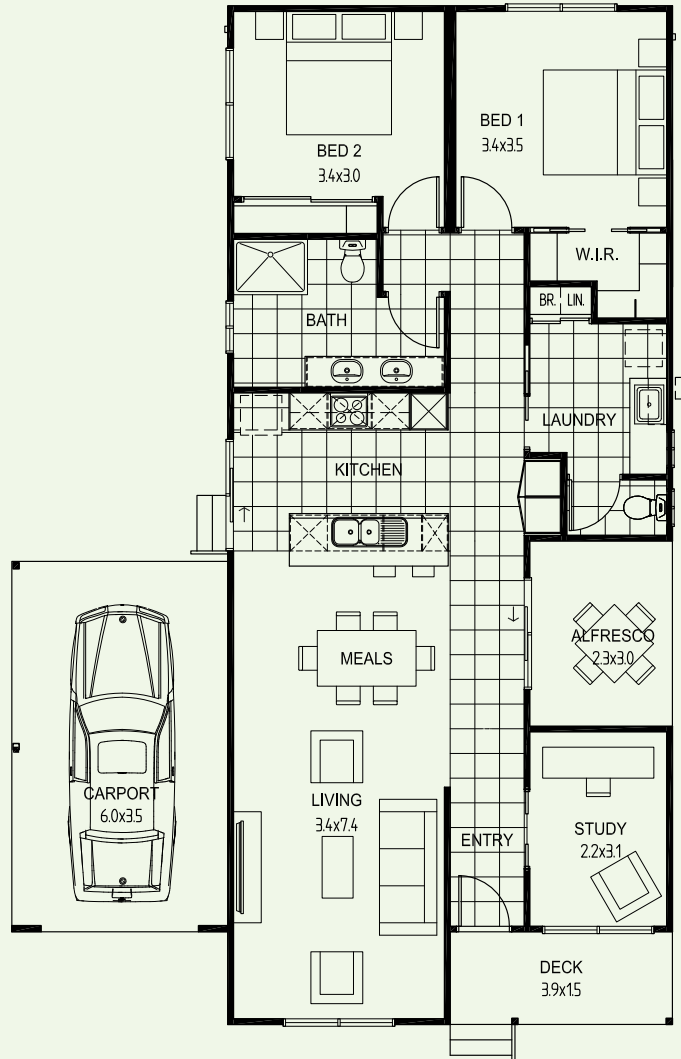 BED 2
3.4x3.0
BED 1
3.4x3.5
W.I.R.
BR. LIN.
BATH
LAUNDRY
KITCHEN
ALFRESCO
2.3x3.0
MEALS
CARPORT
6.0x3.5
LIVING
3.4x7.4
ENTRY
STUDY
2.2x3.1
DECK
3.9x1.5